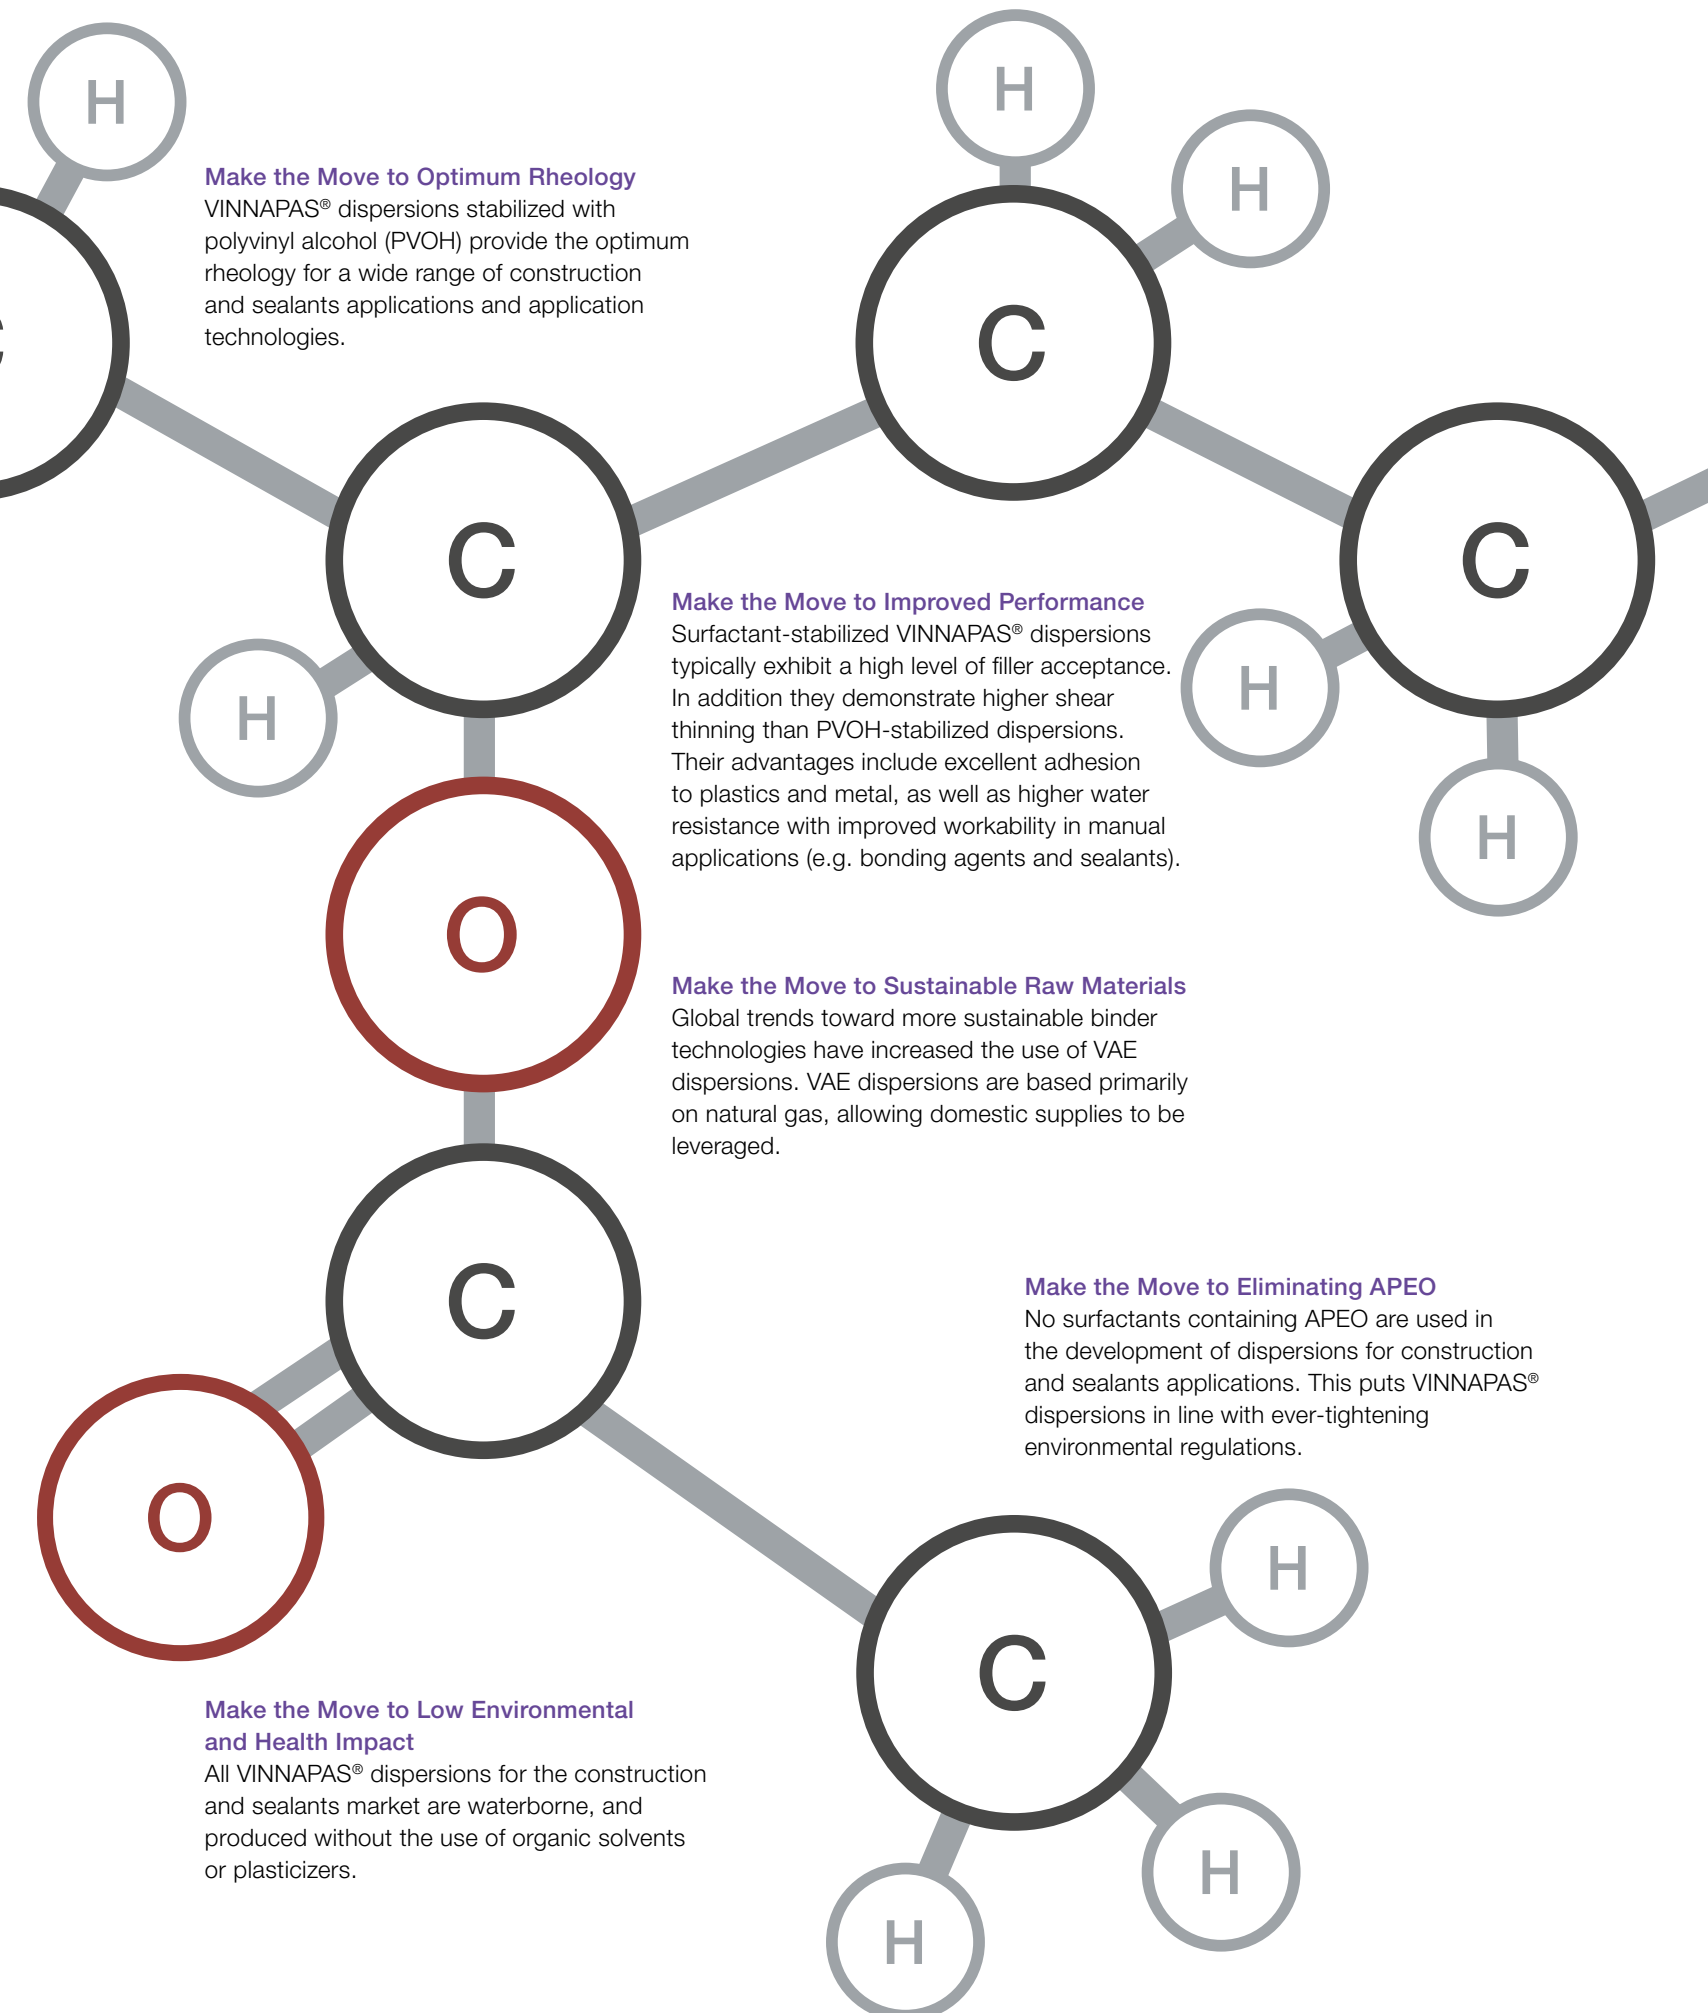 H
H
H
Make the Move to Optimum Rheology
VINNAPAS® dispersions stabilized with
polyvinyl alcohol (PVOH) provide the optimum
rheology for a wide range of construction
and sealants applications and application
technologies.
C
C
C
H
Make the Move to Improved Performance
Surfactant-stabilized VINNAPAS® dispersions
typically exhibit a high level of filler acceptance.
In addition they demonstrate higher shear
thinning than PVOH-stabilized dispersions.
Their advantages include excellent adhesion
to plastics and metal, as well as higher water
resistance with improved workability in manual
applications (e.g. bonding agents and sealants).
H
H
O
Make the Move to Sustainable Raw Materials
Global trends toward more sustainable binder
technologies have increased the use of VAE
dispersions. VAE dispersions are based primarily
on natural gas, allowing domestic supplies to be
leveraged.
C
Make the Move to Eliminating APEO
No surfactants containing APEO are used in
the development of dispersions for construction
and sealants applications. This puts VINNAPAS®
dispersions in line with ever-tightening
environmental regulations.
O
H
C
Make the Move to Low Environmental
and Health Impact
All VINNAPAS® dispersions for the construction
and sealants market are waterborne, and
produced without the use of organic solvents
or plasticizers.
H
H